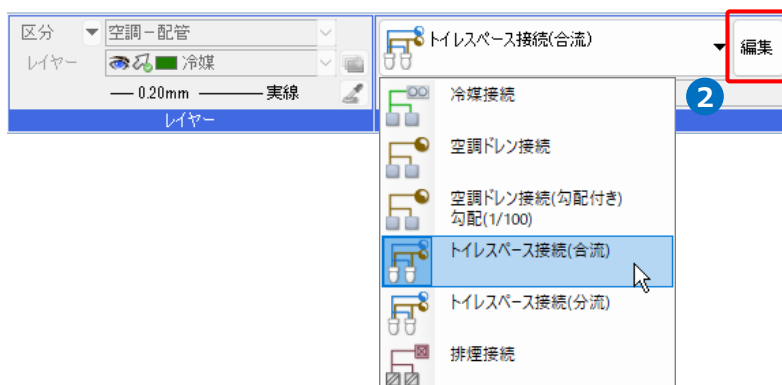 区分
空調－配管
レイヤー
冷媒
0.20mm
実線
レイヤー
トイレスペース接続(合流)
編集
2
冷媒接続
空調ドレン接続
空調ドレン接続(勾配付き)
勾配(1/100)
トイレスペース接続(合流)
トイレスペース接続(分流)
排煙接続